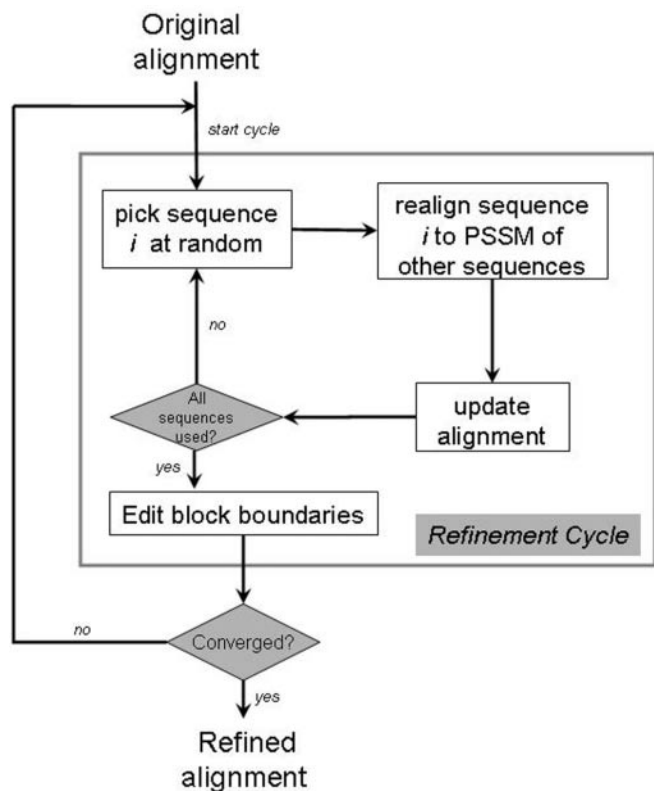 Original
alignment
start cycle
pick sequence
i at random
realign sequence
i to PSSM of
other sequences
no
All
sequences
used?
update
alignment
yes
Edit block boundaries
Refinement Cycle
no
Converged?
yes
Refined
alignment